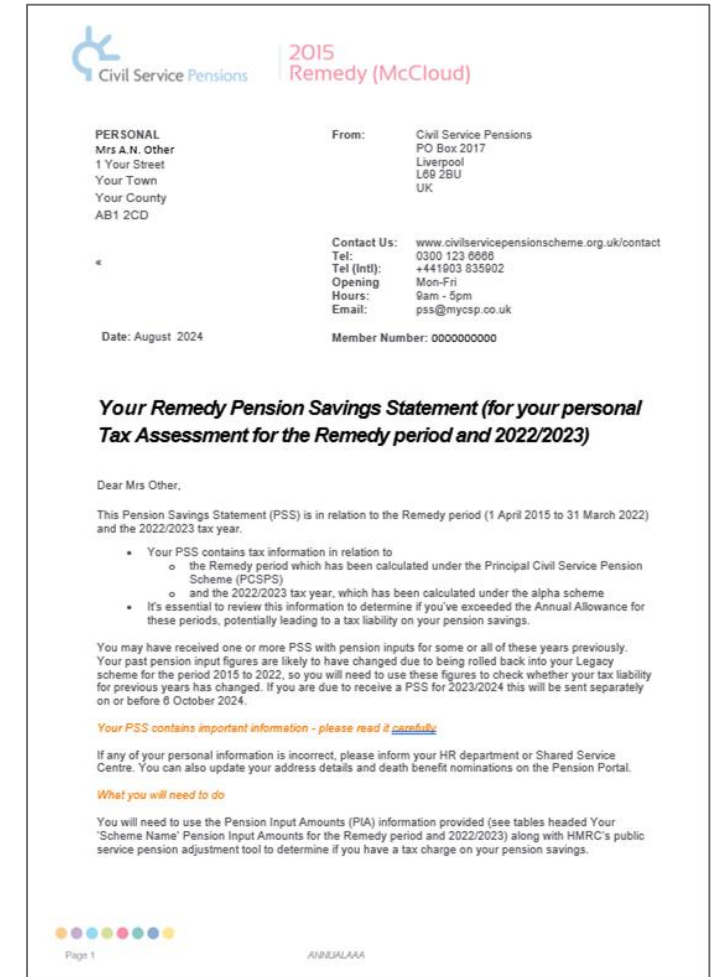 Civil Service Pensions
2015
Remedy (McCloud)
PERSONAL
Mrs A.N. Other
1 Your Street
Your Town
Your County
AB1 2CD
From: Civil Service Pensions
PO Box 2017
Liverpool
L69 2BU
UK
Contact Us: www.civilservicepensionscheme.org.uk/contact
Tel: 0300 123 6666
Tel (Intl): +441903 835902
Opening Mon-Fri
Hours: 9am - 5pm
Email: pss@mycsp.co.uk
Date: August 2024
Member Number: 0000000000
Your Remedy Pension Savings Statement (for your personal
Tax Assessment for the Remedy period and 2022/2023)
Dear Mrs Other,
This Pension Savings Statement (PSS) is in relation to the Remedy period (1 April 2015 to 31 March 2022)
and the 2022/2023 tax year.
• Your PSS contains tax information in relation to
o the Remedy period which has been calculated under the Principal Civil Service Pension
Scheme (PCSPS)
o and the 2022/2023 tax year, which has been calculated under the alpha scheme
• It's essential to review this information to determine if you've exceeded the Annual Allowance for
these periods, potentially leading to a tax liability on your pension savings.
You may have received one or more PSS with pension inputs for some or all of these years previously.
Your past pension input figures are likely to have changed due to being rolled back into your Legacy
scheme for the period 2015 to 2022, so you will need to use these figures to check whether your tax liability
for previous years has changed. If you are due to receive a PSS for 2023/2024 this will be sent separately
on or before 6 October 2024.
Your PSS contains important information - please read it carefully
If any of your personal information is incorrect, please inform your HR department or Shared Service
Centre. You can also update your address details and death benefit nominations on the Pension Portal.
What you will need to do
You will need to use the Pension Input Amounts (PIA) information provided (see tables headed Your
'Scheme Name' Pension Input Amounts for the Remedy period and 2022/2023) along with HMRC's public
service pension adjustment tool to determine if you have a tax charge on your pension savings.
Page 1
ANNUALAAA